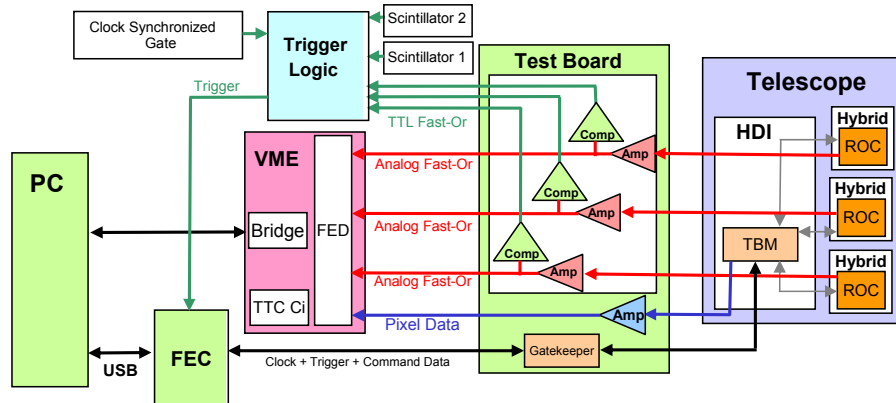 Clock Synchronized
Gate
Trigger
Logic
Scintillator 2
Scintillator 1
Test Board
Telescope
Trigger
TTL Fast-Or
Comp
Amp
HDI
Hybrid
ROC
VME
Analog Fast-Or
PC
Comp
Amp
Hybrid
ROC
Bridge
FED
Analog Fast-Or
TBM
Comp
Amp
Hybrid
ROC
Analog Fast-Or
TTC Ci
Pixel Data
Amp
FEC
USB
Clock + Trigger + Command Data
Gatekeeper